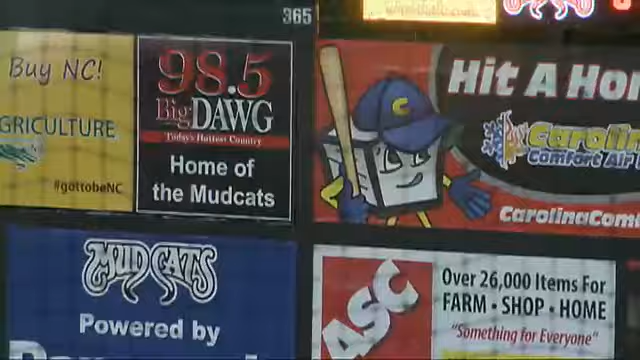 365
Buy NC!
GRICULTURE
#gottobeNC
98.5
Big DAWG
Today's Hottest Country
Home of
the Mudcats
C
Hit A Ho
Carolin
Comfort Air
CarolinaCom
MUDCATS
Powered by
ASC
Over 26,000 Items For
FARM • SHOP • HOME
"Something for Everyone"